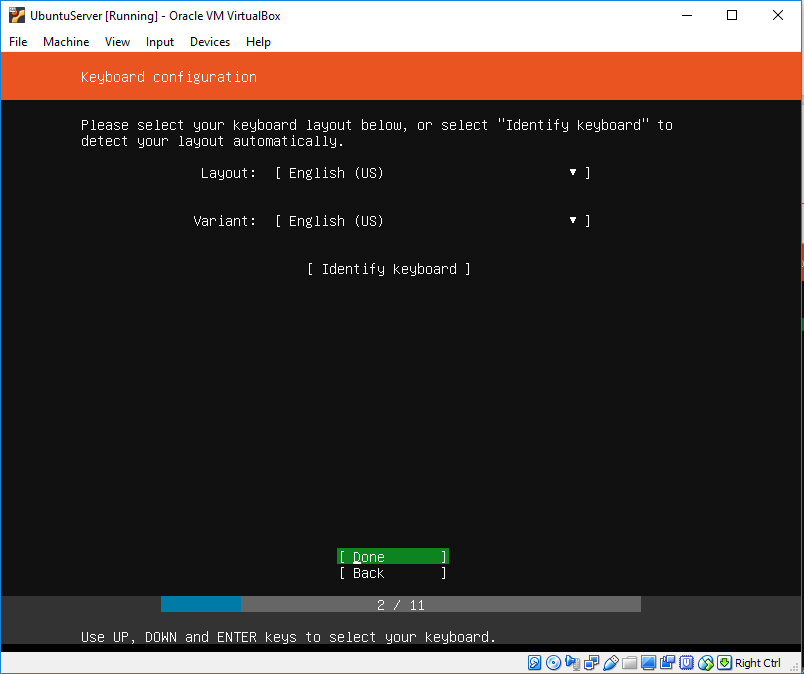 UbuntuServer [Running] - Oracle VM VirtualBox
File Machine View Input Devices Help
Keyboard configuration
Please select your keyboard layout below, or select "Identify keyboard" to
detect your layout automatically.
Layout: [ English (US) ▼ ]
Variant: [ English (US) ▼ ]
[ Identify keyboard ]
[ Done ]
[ Back ]
2 / 11
Use UP, DOWN and ENTER keys to select your keyboard.
Right Ctrl